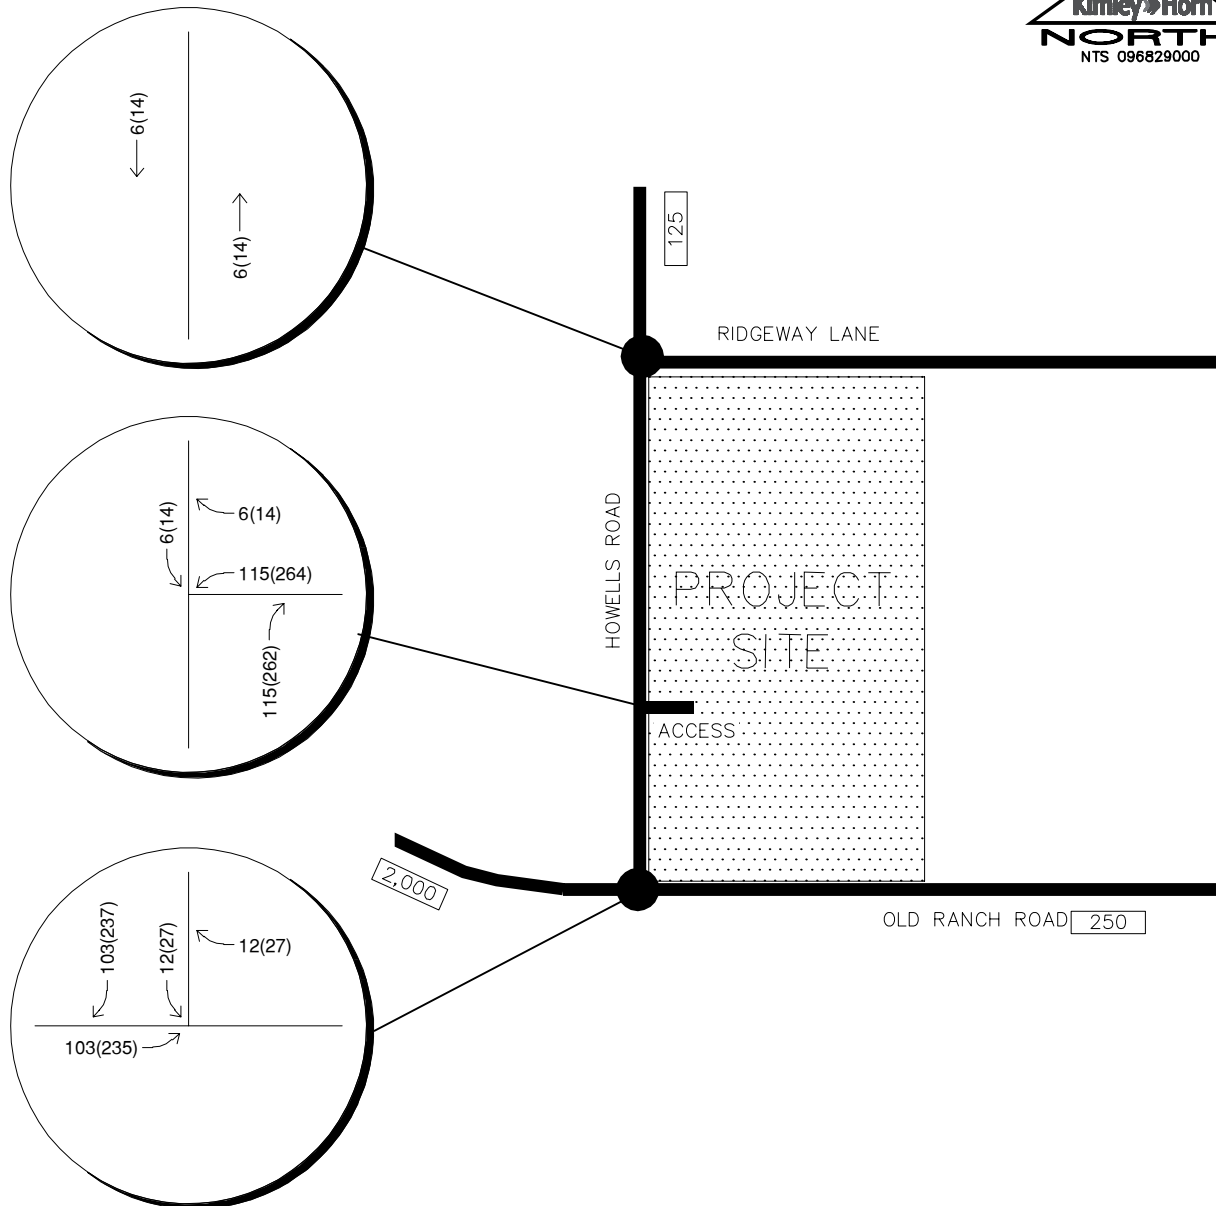 Kimley»Horn
NORTH
NTS 096829000
6(14)
6(14)
125
RIDGEWAY LANE
6(14)
6(14)
115(264)
115(262)
HOWELLS ROAD
PROJECT
SITE
ACCESS
2,000
OLD RANCH ROAD 250
103(237)
12(27)
12(27)
103(235)